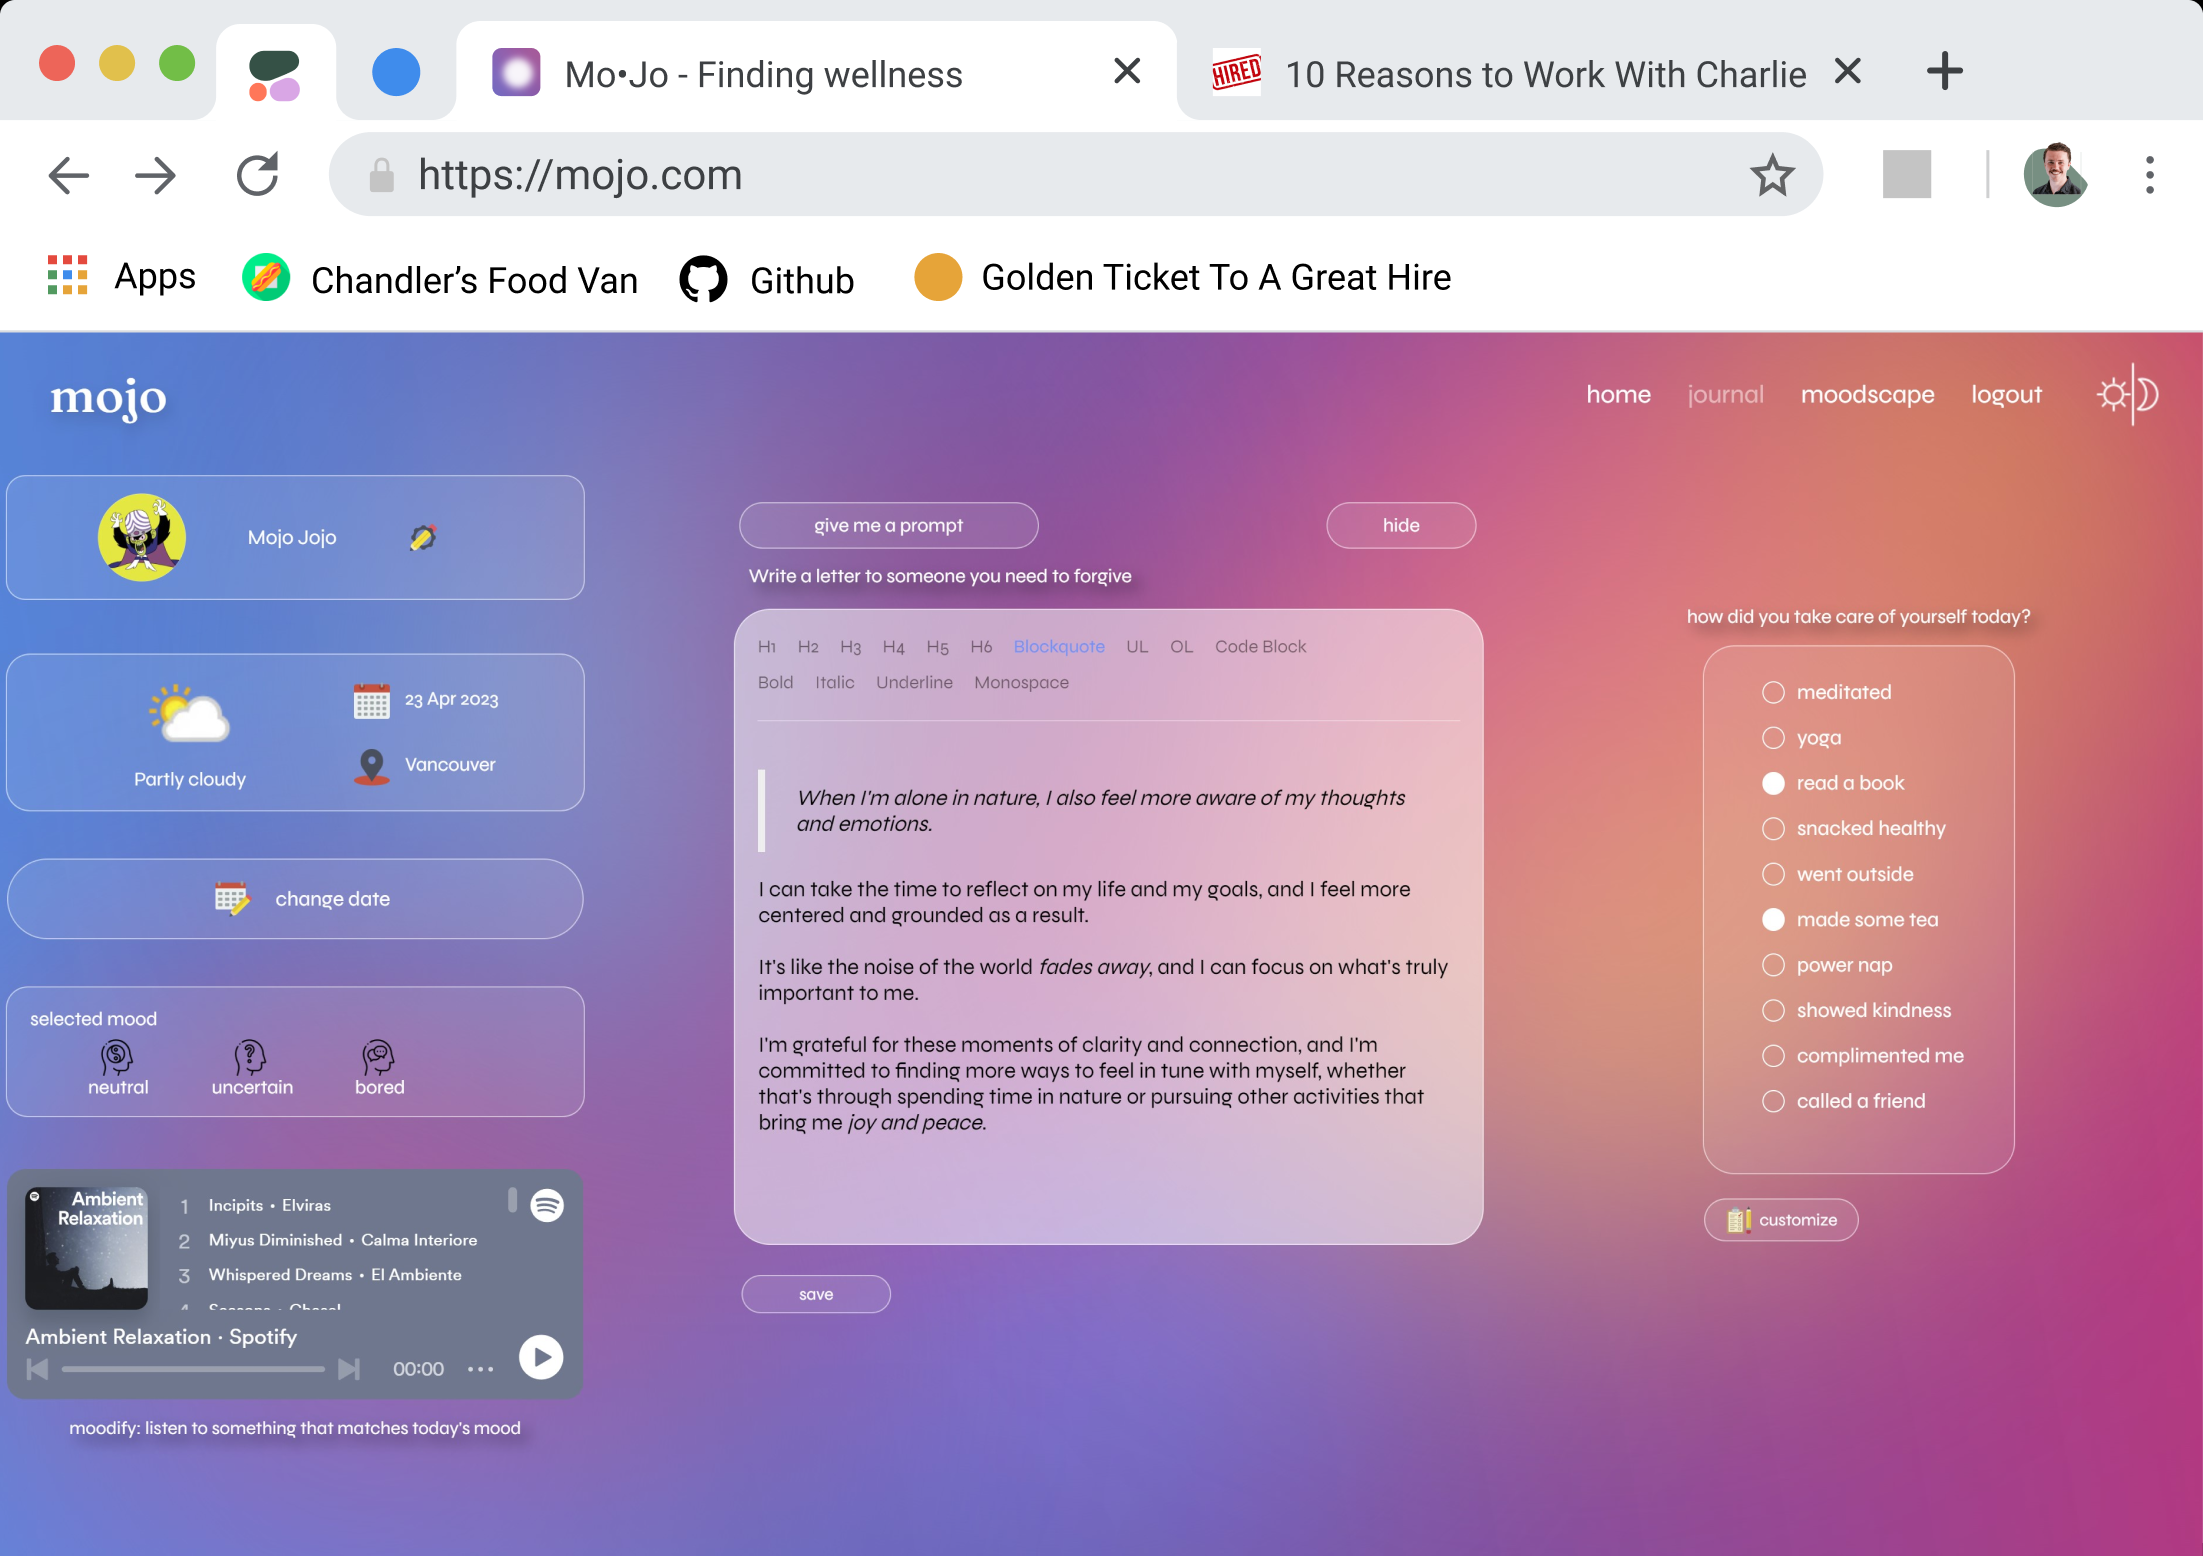 Mo•Jo - Finding wellness
HIRED
10 Reasons to Work With Charlie
https://mojo.com
Apps
Chandler's Food Van
Github
Golden Ticket To A Great Hire
mojo
home
journal
moodscape
logout
Mojo Jojo
Partly cloudy
23 Apr 2023
Vancouver
change date
selected mood
neutral
uncertain
bored
Ambient
Relaxation
1 Incipits • Elviras
2 Miyus Diminished • Calma Interiore
3 Whispered Dreams • El Ambiente
Ambient Relaxation · Spotify
00:00
moodify: listen to something that matches today's mood
give me a prompt
hide
Write a letter to someone you need to forgive
H1 H2 H3 H4 H5 H6 Blockquote UL OL Code Block
Bold Italic Underline Monospace
When I'm alone in nature, I also feel more aware of my thoughts
and emotions.
I can take the time to reflect on my life and my goals, and I feel more
centered and grounded as a result.
It's like the noise of the world fades away, and I can focus on what's truly
important to me.
I'm grateful for these moments of clarity and connection, and I'm
committed to finding more ways to feel in tune with myself, whether
that's through spending time in nature or pursuing other activities that
bring me joy and peace.
save
how did you take care of yourself today?
meditated
yoga
read a book
snacked healthy
went outside
made some tea
power nap
showed kindness
complimented me
called a friend
customize